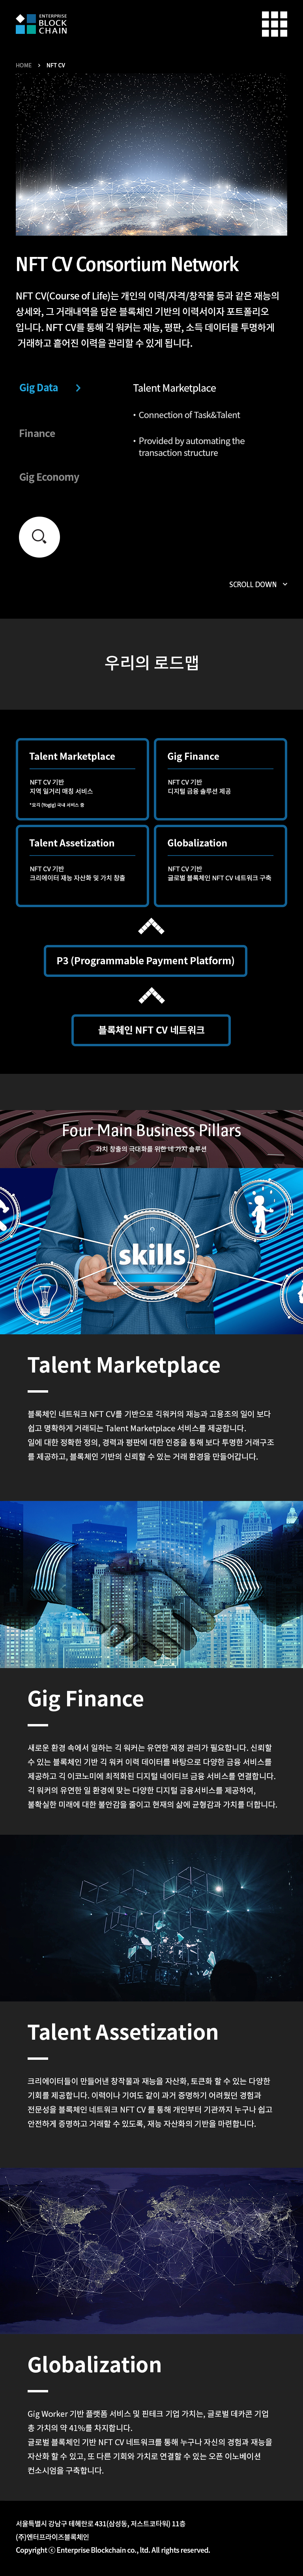 ENTERPRISE
BLOCK
CHAIN
HOME > NFT CV
NFT CV Consortium Network
NFT CV(Course of Life)는 개인의 이력/자격/창작물 등과 같은 재능의
상세와, 그 거래내역을 담은 블록체인 기반의 이력서이자 포트폴리오
입니다. NFT CV를 통해 긱 워커는 재능, 평판, 소득 데이터를 투명하게
거래하고 흩어진 이력을 관리할 수 있게 됩니다.
Gig Data
Finance
Gig Economy
Talent Marketplace
• Connection of Task&Talent
• Provided by automating the
transaction structure
SCROLL DOWN
우리의 로드맵
Talent Marketplace
NFT CV 기반
지역 일거리 매칭 서비스
*요긱 (Yogig) 국내 서비스 중
Gig Finance
NFT CV 기반
디지털 금융 솔루션 제공
Talent Assetization
NFT CV 기반
크리에이터 재능 자산화 및 가치 창출
Globalization
NFT CV 기반
글로벌 블록체인 NFT CV 네트워크 구축
P3 (Programmable Payment Platform)
블록체인 NFT CV 네트워크
Four Main Business Pillars
가치 창출의 극대화를 위한 네 가지 솔루션
skills
Talent Marketplace
블록체인 네트워크 NFT CV를 기반으로 긱워커의 재능과 고용조의 일이 보다
쉽고 명확하게 거래되는 Talent Marketplace 서비스를 제공합니다.
일에 대한 정확한 정의, 경력과 평판에 대한 인증을 통해 보다 투명한 거래구조
를 제공하고, 블록체인 기반의 신뢰할 수 있는 거래 환경을 만들어갑니다.
Gig Finance
새로운 환경 속에서 일하는 긱 워커는 유연한 재정 관리가 필요합니다. 신뢰할
수 있는 블록체인 기반 긱 워커 이력 데이터를 바탕으로 다양한 금융 서비스를
제공하고 긱 이코노미에 최적화된 디지털 네이티브 금융 서비스를 연결합니다.
긱 워커의 유연한 일 환경에 맞는 다양한 디지털 금융서비스를 제공하여,
불확실한 미래에 대한 불안감을 줄이고 현재의 삶에 균형감과 가치를 더합니다.
Talent Assetization
크리에이터들이 만들어낸 창작물과 재능을 자산화, 토큰화 할 수 있는 다양한
기회를 제공합니다. 이력이나 기여도 같이 과거 증명하기 어려웠던 경험과
전문성을 블록체인 네트워크 NFT CV 를 통해 개인부터 기관까지 누구나 쉽고
안전하게 증명하고 거래할 수 있도록, 재능 자산화의 기반을 마련합니다.
Globalization
Gig Worker 기반 플랫폼 서비스 및 핀테크 기업 가치는, 글로벌 데카콘 기업
총 가치의 약 41%를 차지합니다.
글로벌 블록체인 기반 NFT CV 네트워크를 통해 누구나 자신의 경험과 재능을
자산화 할 수 있고, 또 다른 기회와 가치로 연결할 수 있는 오픈 이노베이션
컨소시엄을 구축합니다.
서울특별시 강남구 테헤란로 431(삼성동, 저스트코타워) 11층
(주)엔터프라이즈블록체인
Copyright ⓒ Enterprise Blockchain co., ltd. All rights reserved.